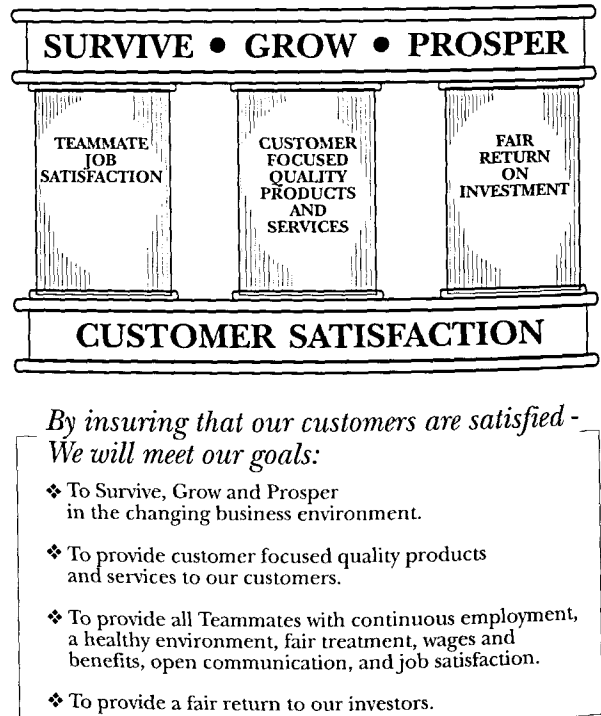 SURVIVE • GROW • PROSPER
TEAMMATE
JOB
SATISFACTION
CUSTOMER
FOCUSED
QUALITY
PRODUCTS
AND
SERVICES
FAIR
RETURN
ON
INVESTMENT
CUSTOMER SATISFACTION
By insuring that our customers are satisfied -
We will meet our goals:
❖ To Survive, Grow and Prosper
in the changing business environment.
❖ To provide customer focused quality products
and services to our customers.
❖ To provide all Teammates with continuous employment,
a healthy environment, fair treatment, wages and
benefits, open communication, and job satisfaction.
❖ To provide a fair return to our investors.